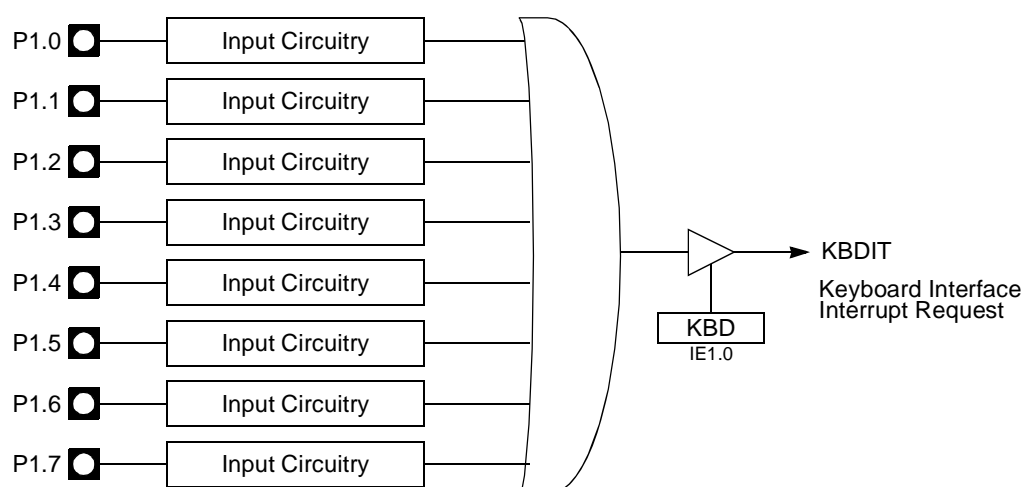 P1.0 Input Circuitry
P1.1 Input Circuitry
P1.2 Input Circuitry
P1.3 Input Circuitry
P1.4 Input Circuitry
P1.5 Input Circuitry
P1.6 Input Circuitry
P1.7 Input Circuitry
KBDIT
Keyboard Interface
Interrupt Request
KBD
IE1.0